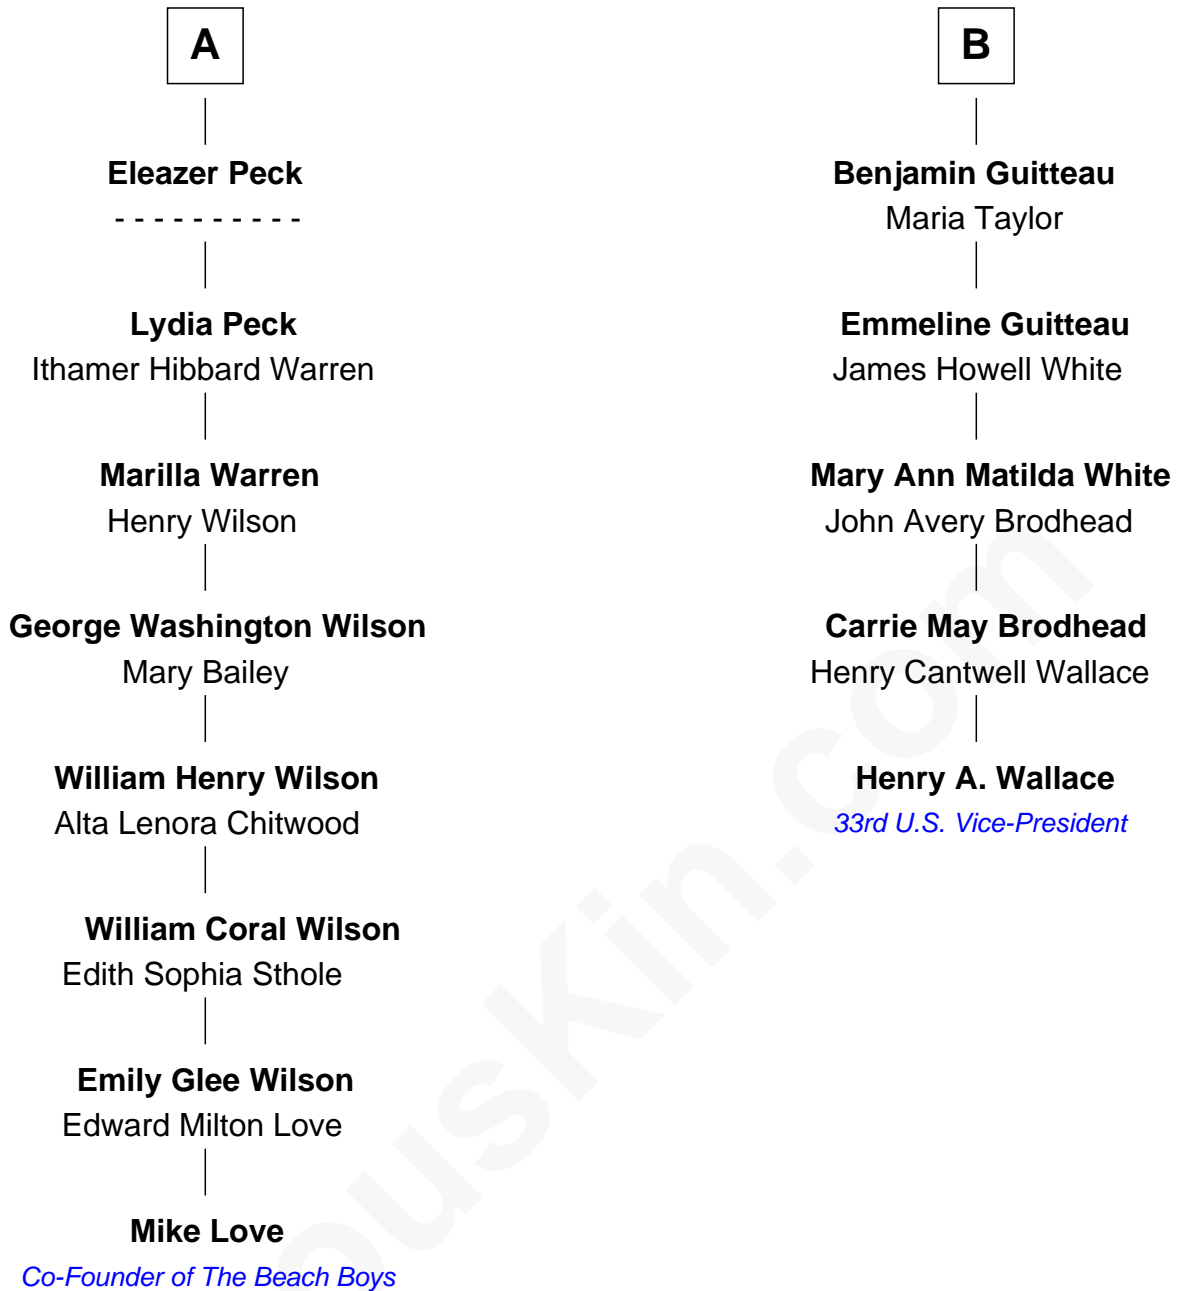 A
Eleazer Peck
- - - - - - - - - -
Lydia Peck
Ithamer Hibbard Warren
Marilla Warren
Henry Wilson
George Washington Wilson
Mary Bailey
William Henry Wilson
Alta Lenora Chitwood
William Coral Wilson
Edith Sophia Sthole
Emily Glee Wilson
Edward Milton Love
Mike Love
Co-Founder of The Beach Boys
B
Benjamin Guitteau
Maria Taylor
Emmeline Guitteau
James Howell White
Mary Ann Matilda White
John Avery Brodhead
Carrie May Brodhead
Henry Cantwell Wallace
Henry A. Wallace
33rd U.S. Vice-President
ousKin.com